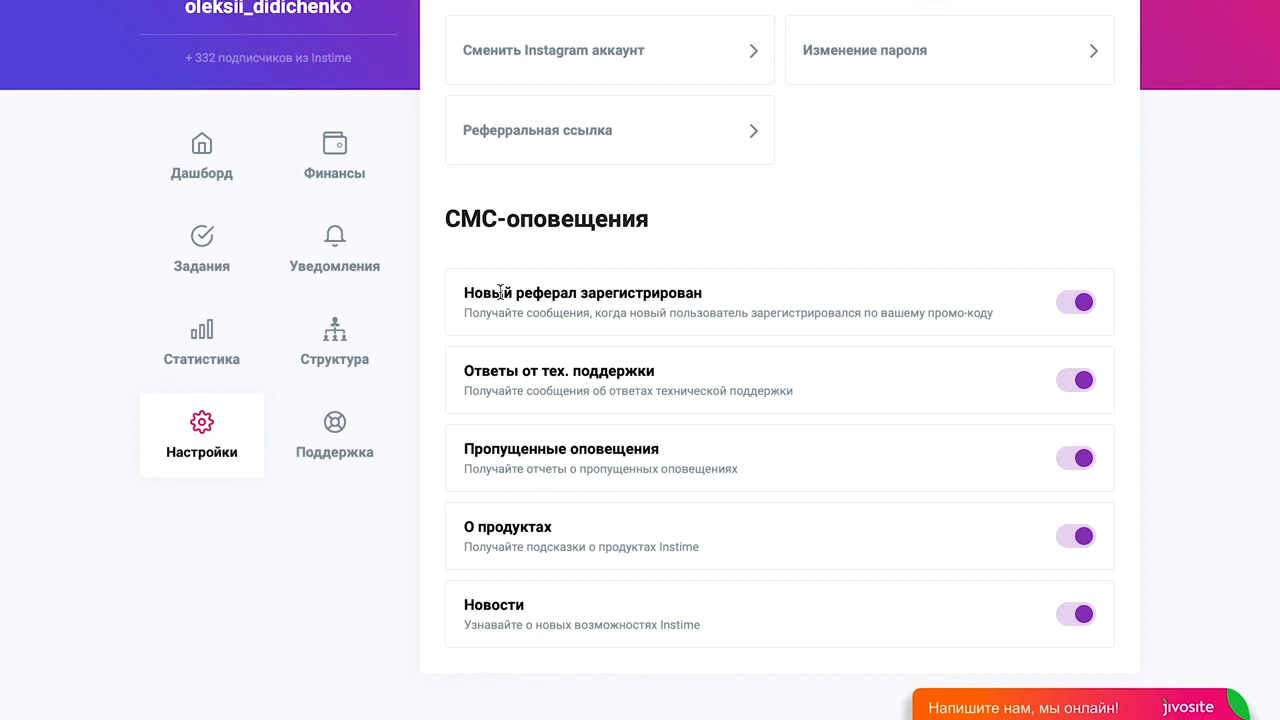 oleksii_didichenko
+ 332 подписчиков из Instime
Дашборд
Финансы
Задания
Уведомления
Статистика
Структура
Настройки
Поддержка
Сменить Instagram аккаунт
Изменение пароля
Реферральная ссылка
СМС-оповещения
Новый реферал зарегистрирован
Получайте сообщения, когда новый пользователь зарегистрировался по вашему промо-коду
Ответы от тех. поддержки
Получайте сообщения об ответах технической поддержки
Пропущенные оповещения
Получайте отчеты о пропущенных оповещениях
О продуктах
Получайте подсказки о продуктах Instime
Новости
Узнавайте о новых возможностях Instime
Напишите нам, мы онлайн!
jivosite